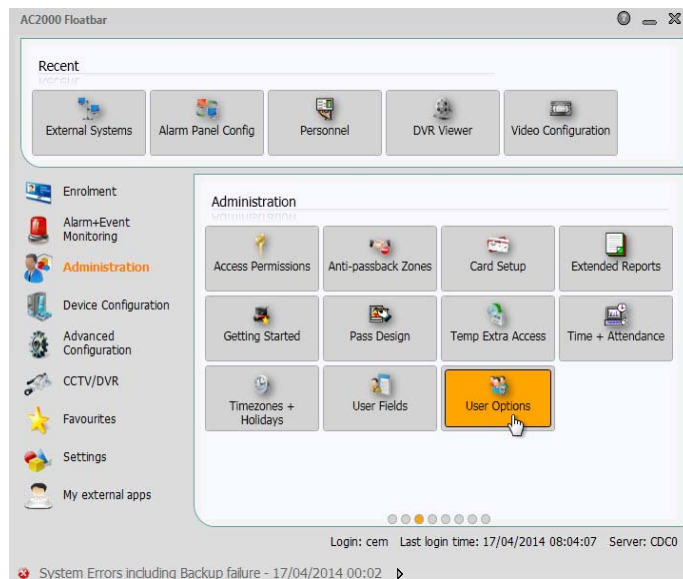 AC2000 Floatbar
Recent
External Systems
Alarm Panel Config
Personnel
DVR Viewer
Video Configuration
Enrolment
Alarm+Event
Monitoring
Administration
Device Configuration
Advanced
Configuration
CCTV/DVR
Favourites
Settings
My external apps
Administration
Access Permissions
Anti-passback Zones
Card Setup
Extended Reports
Getting Started
Pass Design
Temp Extra Access
Time + Attendance
Timezones +
Holidays
User Fields
User Options
Login: cem Last login time: 17/04/2014 08:04:07 Server: CDC0
System Errors including Backup failure - 17/04/2014 00:02